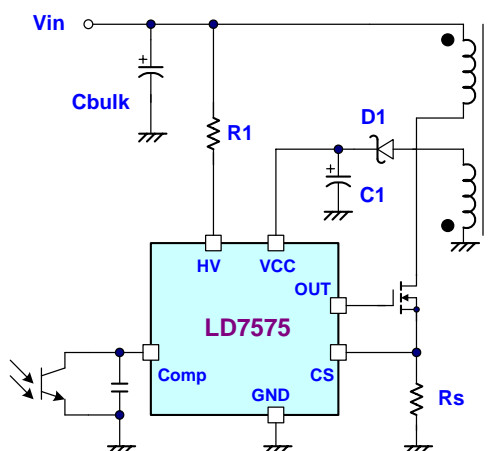 Vin
Cbulk
R1
D1
C1
HV
VCC
OUT
LD7575
Comp
CS
GND
Rs